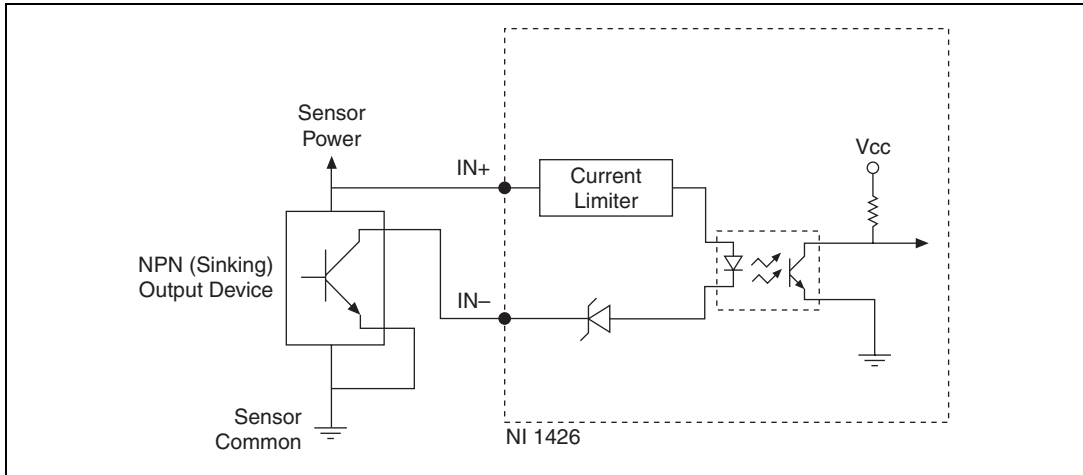 Sensor
Power
IN+
Current
Limiter
Vcc
NPN (Sinking)
Output Device
IN–
Sensor
Common
NI 1426